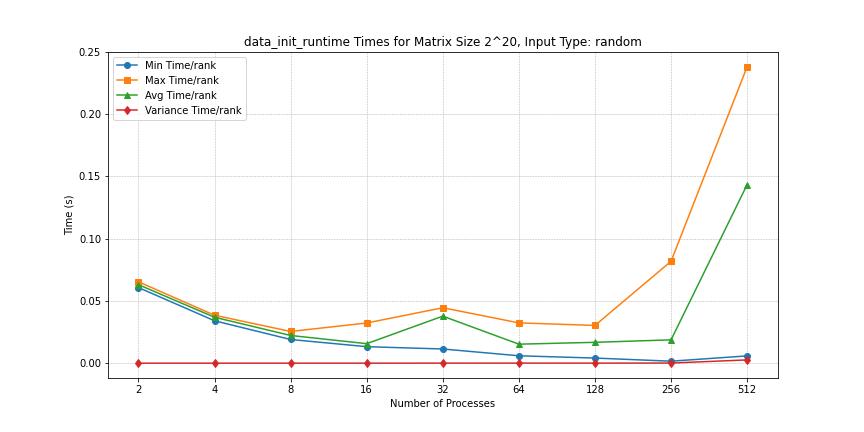 data_init_runtime Times for Matrix Size 2^20, Input Type: random
Min Time/rank
Max Time/rank
Avg Time/rank
Variance Time/rank
Time (s)
0.25
0.20
0.15
0.10
0.05
0.00
2 4 8 16 32 64 128 256 512
Number of Processes